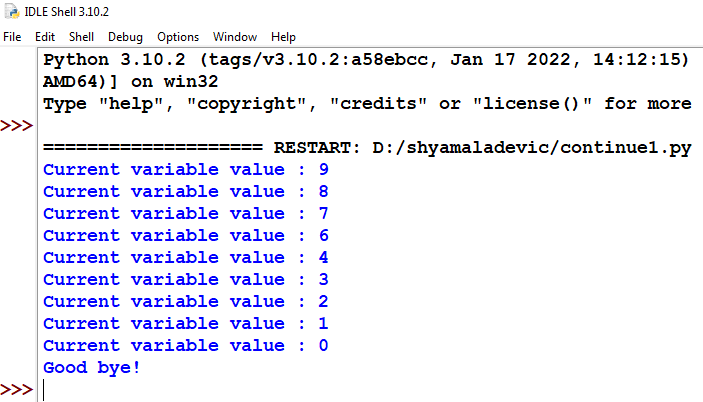 IDLE Shell 3.10.2
File Edit Shell Debug Options Window Help
Python 3.10.2 (tags/v3.10.2:a58ebcc, Jan 17 2022, 14:12:15)
AMD64)] on win32
Type "help", "copyright", "credits" or "license()" for more
>>>
==================== RESTART: D:/shyamaladevic/continue1.py
Current variable value : 9
Current variable value : 8
Current variable value : 7
Current variable value : 6
Current variable value : 4
Current variable value : 3
Current variable value : 2
Current variable value : 1
Current variable value : 0
Good bye!
>>>